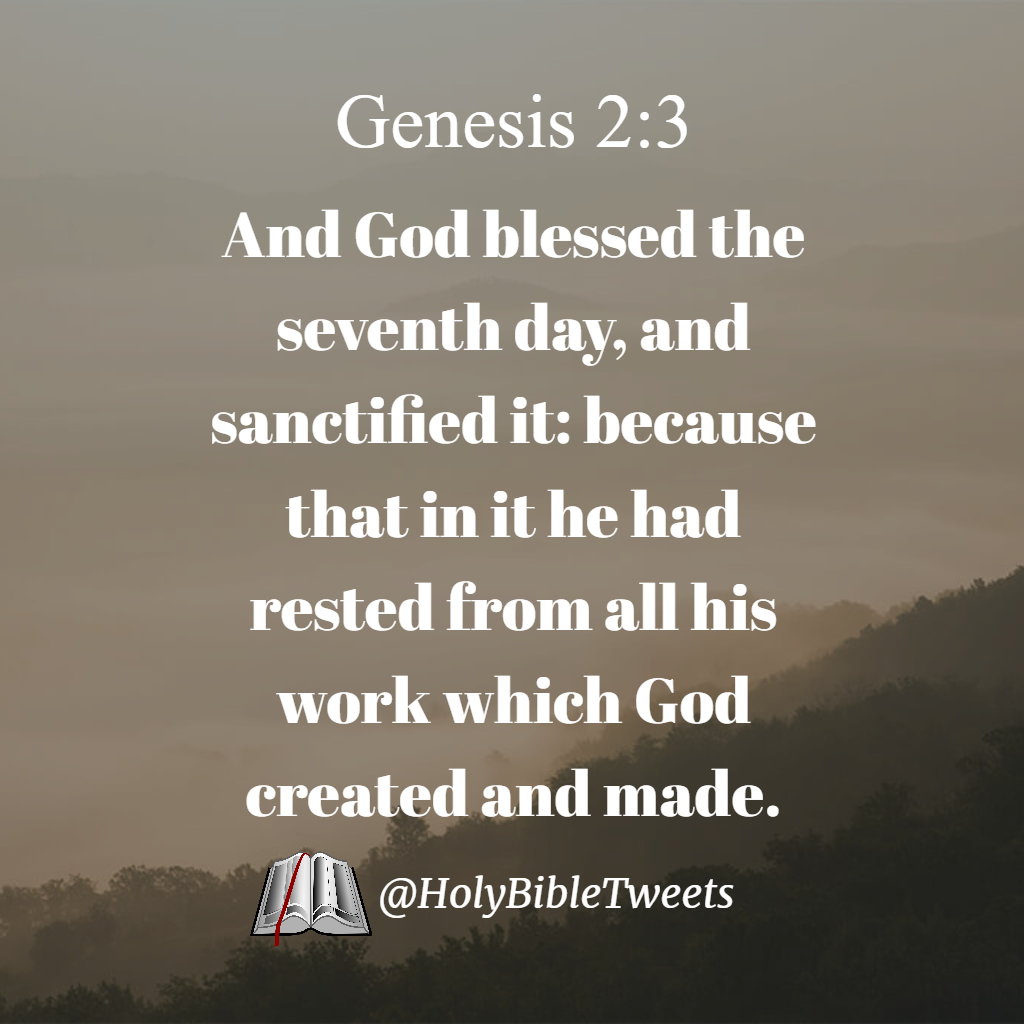 Genesis 2:3
And God blessed the
seventh day, and
sanctified it: because
that in it he had
rested from all his
work which God
created and made.
@HolyBibleTweets